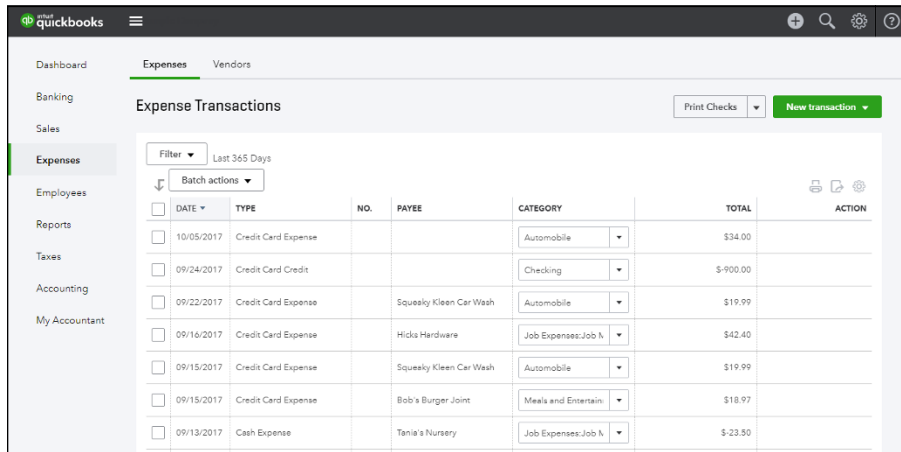 qb intuit quickbooks
Dashboard
Banking
Sales
Expenses
Employees
Reports
Taxes
Accounting
My Accountant
Expenses Vendors
Expense Transactions
Print Checks New transaction
Filter Last 365 Days
Batch actions
DATE TYPE NO. PAYEE CATEGORY TOTAL ACTION
10/05/2017 Credit Card Expense Automobile $34.00
09/24/2017 Credit Card Credit Checking $-900.00
09/22/2017 Credit Card Expense Squeaky Kleen Car Wash Automobile $19.99
09/16/2017 Credit Card Expense Hicks Hardware Job Expenses:Job M $42.40
09/15/2017 Credit Card Expense Squeaky Kleen Car Wash Automobile $19.99
09/15/2017 Credit Card Expense Bob's Burger Joint Meals and Entertain $18.97
09/13/2017 Cash Expense Tania's Nursery Job Expenses:Job M $-23.50